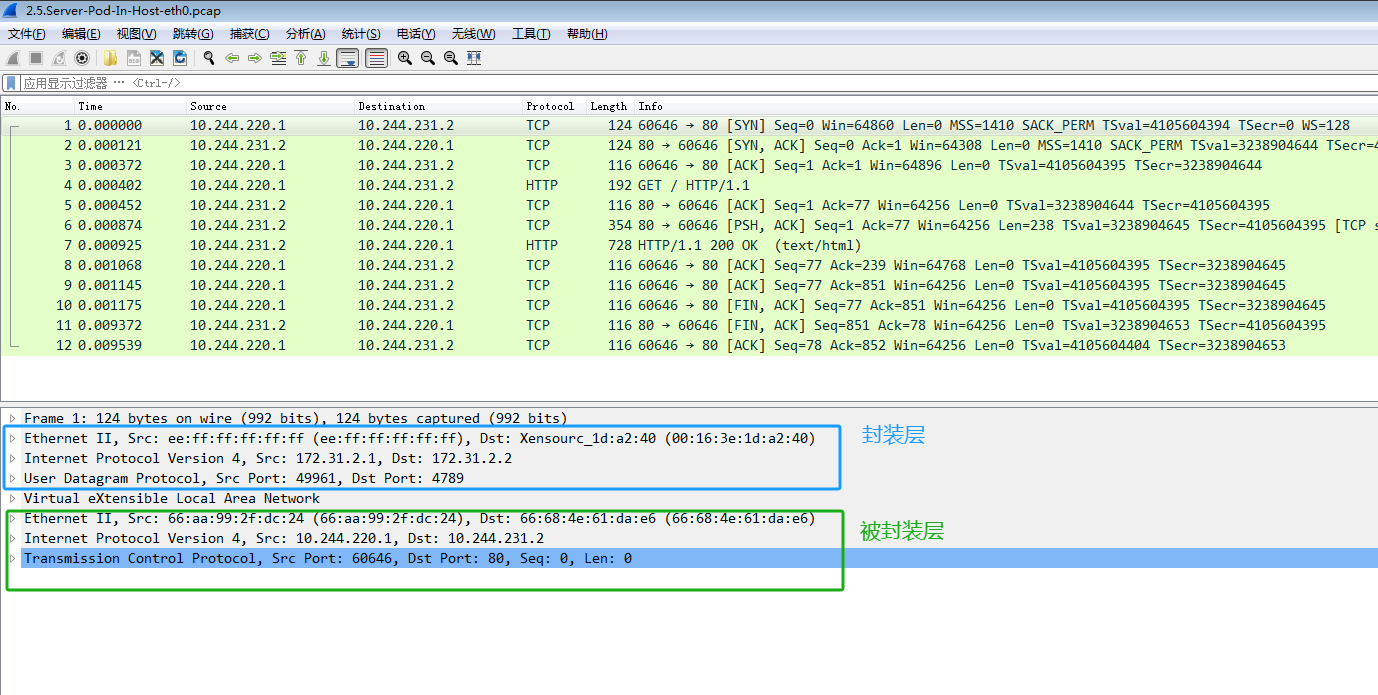 2.5.Server-Pod-In-Host-eth0.pcap
文件(F) 编辑(E) 视图(V) 跳转(G) 捕获(C) 分析(A) 统计(S) 电话(Y) 无线(W) 工具(T) 帮助(H)
应用显示过滤器 … <Ctrl-/>
No. Time Source Destination Protocol Length Info
1 0.000000 10.244.220.1 10.244.231.2 TCP 124 60646 → 80 [SYN] Seq=0 Win=64860 Len=0 MSS=1410 SACK_PERM TSval=4105604394 TSecr=0 WS=128
2 0.000121 10.244.231.2 10.244.220.1 TCP 124 80 → 60646 [SYN, ACK] Seq=0 Ack=1 Win=64308 Len=0 MSS=1410 SACK_PERM TSval=3238904644 TSecr=4
3 0.000372 10.244.220.1 10.244.231.2 TCP 116 60646 → 80 [ACK] Seq=1 Ack=1 Win=64896 Len=0 TSval=4105604395 TSecr=3238904644
4 0.000402 10.244.220.1 10.244.231.2 HTTP 192 GET / HTTP/1.1
5 0.000452 10.244.231.2 10.244.220.1 TCP 116 80 → 60646 [ACK] Seq=1 Ack=77 Win=64256 Len=0 TSval=3238904644 TSecr=4105604395
6 0.000874 10.244.231.2 10.244.220.1 TCP 354 80 → 60646 [PSH, ACK] Seq=1 Ack=77 Win=64256 Len=238 TSval=3238904645 TSecr=4105604395 [TCP s
7 0.000925 10.244.231.2 10.244.220.1 HTTP 728 HTTP/1.1 200 OK (text/html)
8 0.001068 10.244.220.1 10.244.231.2 TCP 116 60646 → 80 [ACK] Seq=77 Ack=239 Win=64768 Len=0 TSval=4105604395 TSecr=3238904645
9 0.001145 10.244.220.1 10.244.231.2 TCP 116 60646 → 80 [ACK] Seq=77 Ack=851 Win=64256 Len=0 TSval=4105604395 TSecr=3238904645
10 0.001175 10.244.220.1 10.244.231.2 TCP 116 60646 → 80 [FIN, ACK] Seq=77 Ack=851 Win=64256 Len=0 TSval=4105604395 TSecr=3238904645
11 0.009372 10.244.231.2 10.244.220.1 TCP 116 80 → 60646 [FIN, ACK] Seq=851 Ack=78 Win=64256 Len=0 TSval=3238904653 TSecr=4105604395
12 0.009539 10.244.220.1 10.244.231.2 TCP 116 60646 → 80 [ACK] Seq=78 Ack=852 Win=64256 Len=0 TSval=4105604404 TSecr=3238904653
Frame 1: 124 bytes on wire (992 bits), 124 bytes captured (992 bits)
Ethernet II, Src: ee:ff:ff:ff:ff:ff (ee:ff:ff:ff:ff:ff), Dst: Xensourc_1d:a2:40 (00:16:3e:1d:a2:40)
封装层
Internet Protocol Version 4, Src: 172.31.2.1, Dst: 172.31.2.2
User Datagram Protocol, Src Port: 49961, Dst Port: 4789
Virtual eXtensible Local Area Network
Ethernet II, Src: 66:aa:99:2f:dc:24 (66:aa:99:2f:dc:24), Dst: 66:68:4e:61:da:e6 (66:68:4e:61:da:e6)
被封装层
Internet Protocol Version 4, Src: 10.244.220.1, Dst: 10.244.231.2
Transmission Control Protocol, Src Port: 60646, Dst Port: 80, Seq: 0, Len: 0